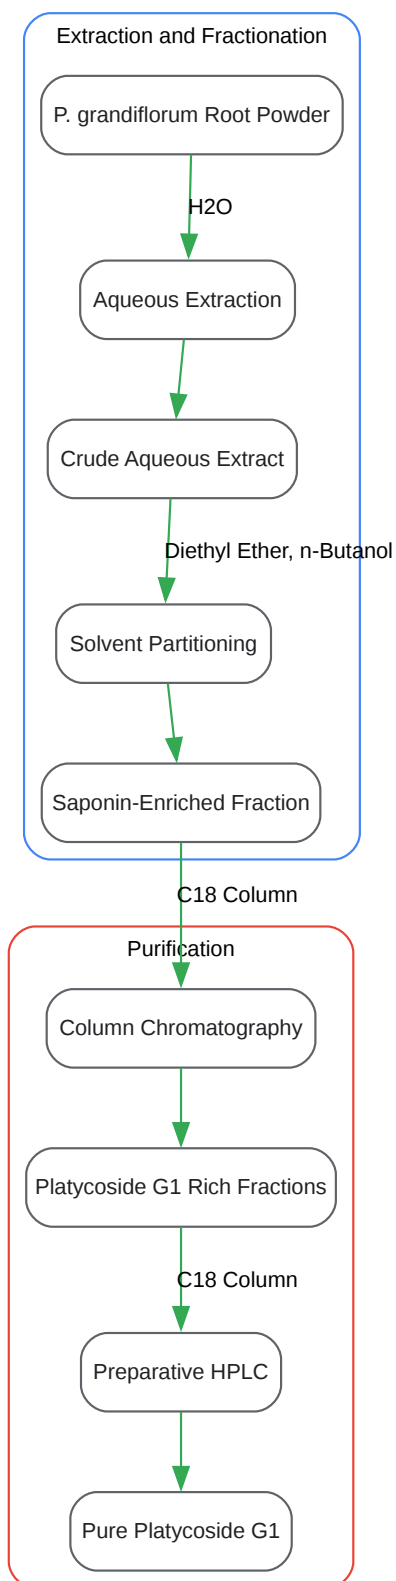 Extraction and Fractionation
P. grandiflorum Root Powder
H2O
Aqueous Extraction
Crude Aqueous Extract
Diethyl Ether, n-Butanol
Solvent Partitioning
Saponin-Enriched Fraction
C18 Column
Purification
Column Chromatography
Platycoside G1 Rich Fractions
C18 Column
Preparative HPLC
Pure Platycoside G1